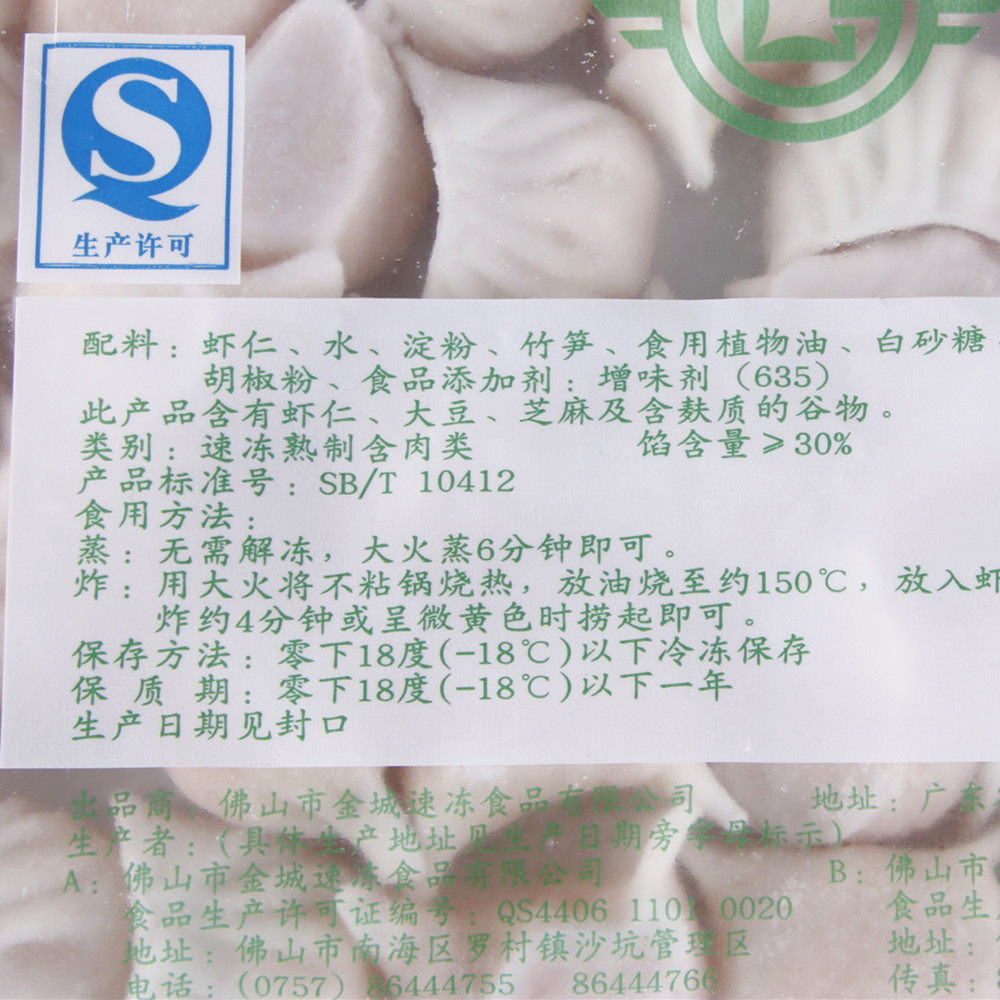 生产许可
配料：虾仁、水、淀粉、竹笋、食用植物油、白砂糖
胡椒粉、食品添加剂：增味剂（635）
此产品含有虾仁、大豆、芝麻及含麸质的谷物。
类别：速冻熟制含肉类 馅含量≥30%
产品标准号：SB/T 10412
食用方法：
蒸：无需解冻，大火蒸6分钟即可。
炸：用大火将不粘锅烧热，放油烧至约150℃，放入虾
炸约4分钟或呈微黄色时捞起即可。
保存方法：零下18度(-18℃)以下冷冻保存
保质期：零下18度(-18℃)以下一年
生产日期见封口
出品商：佛山市金城速冻食品有限公司 地址：广东
生产者：（具体生产地址见生产日期旁字母标示）
A：佛山市金城速冻食品有限公司 B：佛山市
食品生产许可证编号：QS4406 1101 0020 食品生
地址：佛山市南海区罗村镇沙坑管理区 地址：
电话：(0757) 86444755 86444766 传真：